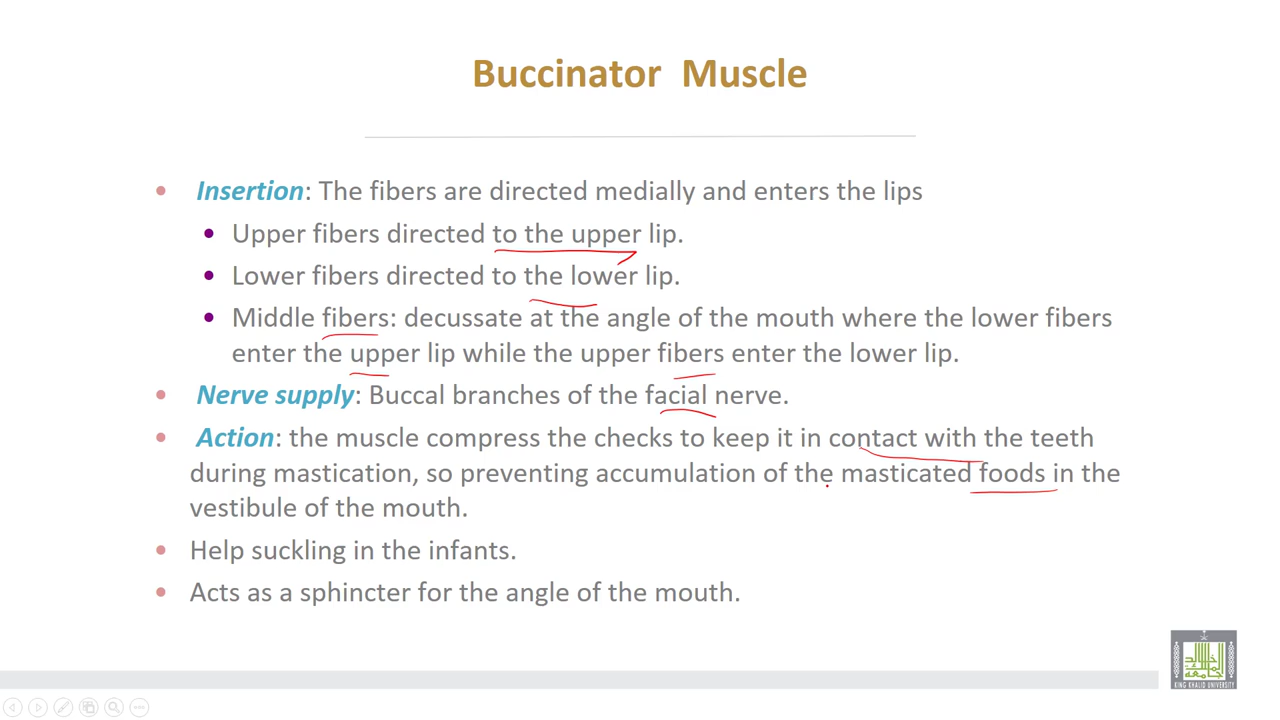 Buccinator Muscle
• Insertion: The fibers are directed medially and enters the lips
• Upper fibers directed to the upper lip.
• Lower fibers directed to the lower lip.
• Middle fibers: decussate at the angle of the mouth where the lower fibers
enter the upper lip while the upper fibers enter the lower lip.
• Nerve supply: Buccal branches of the facial nerve.
• Action: the muscle compress the checks to keep it in contact with the teeth
during mastication, so preventing accumulation of the masticated foods in the
vestibule of the mouth.
• Help suckling in the infants.
• Acts as a sphincter for the angle of the mouth.
KING KHALID UNIVERSITY